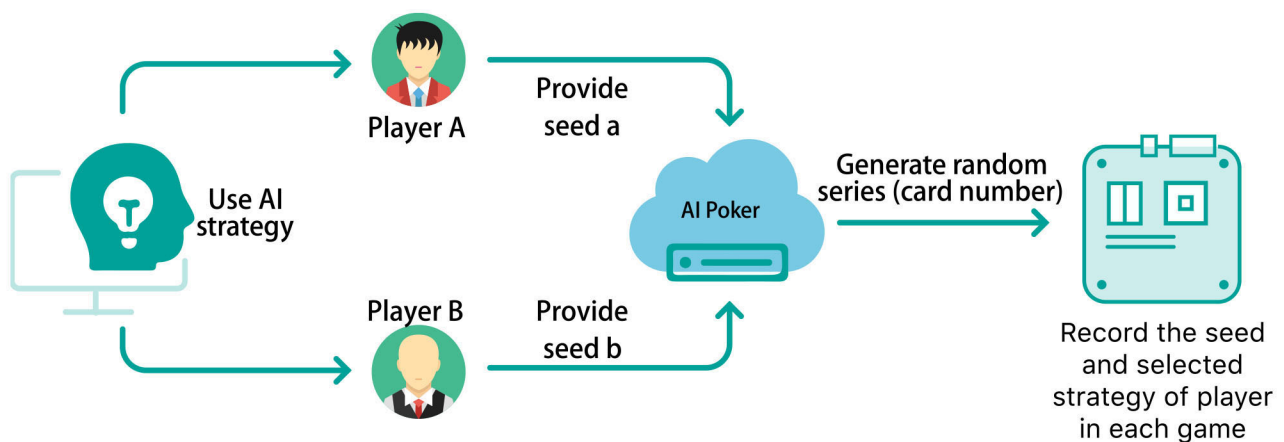 Use AI
strategy
Player A
Provide
seed a
Player B
Provide
seed b
AI Poker
Generate random
series (card number)
Record the seed
and selected
strategy of player
in each game